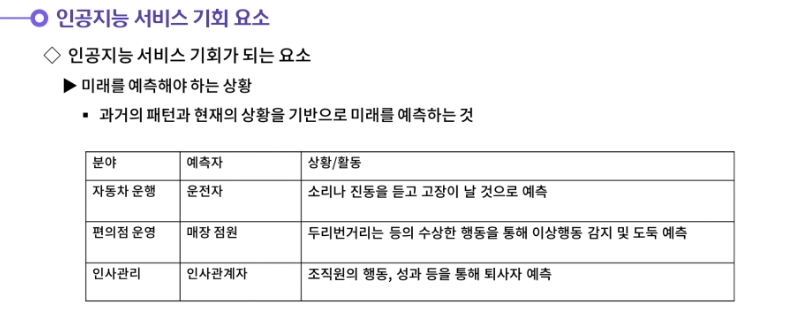 인공지능 서비스 기회 요소
◇ 인공지능 서비스 기회가 되는 요소
▶ 미래를 예측해야 하는 상황
▪ 과거의 패턴과 현재의 상황을 기반으로 미래를 예측하는 것
분야 예측자 상황/활동
자동차 운행 운전자 소리나 진동을 듣고 고장이 날 것으로 예측
편의점 운영 매장 점원 두리번거리는 등의 수상한 행동을 통해 이상행동 감지 및 도둑 예측
인사관리 인사관계자 조직원의 행동, 성과 등을 통해 퇴사자 예측